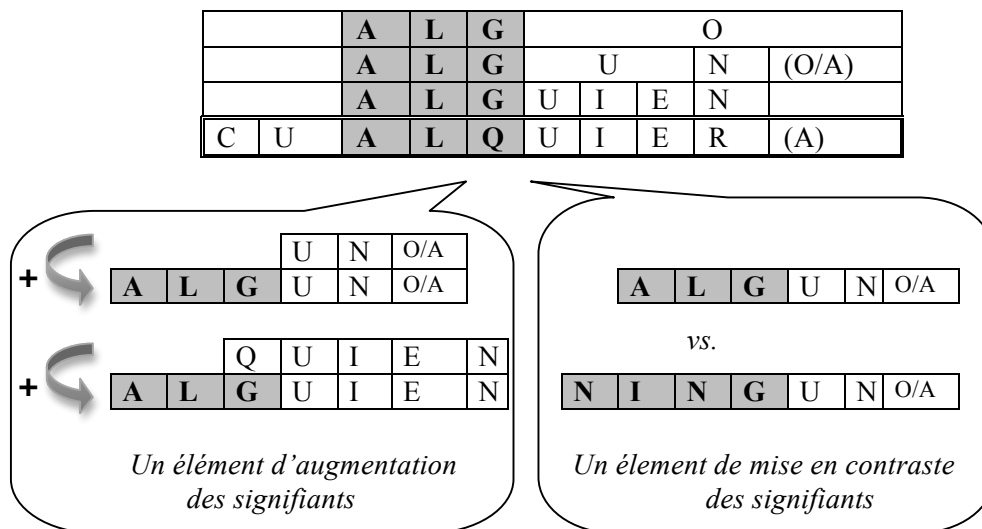 A L G O
A L G U N (O/A)
A L G U I E N
C U A L Q U I E R (A)
U N O/A
+ A L G U N O/A
Q U I E N
+ A L G U I E N
Un élément d’augmentation
des signifiants
A L G U N O/A
vs.
N I N G U N O/A
Un élement de mise en contraste
des signifiants